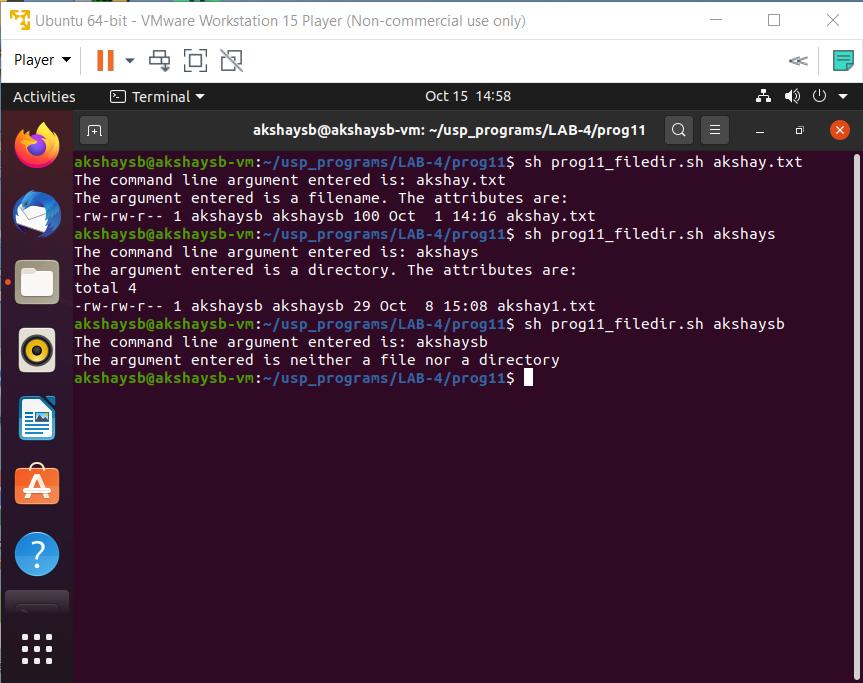 Ubuntu 64-bit - VMware Workstation 15 Player (Non-commercial use only)
Player
Activities Terminal Oct 15 14:58
akshaysb@akshaysb-vm: ~/usp_programs/LAB-4/prog11
akshaysb@akshaysb-vm:~/usp_programs/LAB-4/prog11$ sh prog11_filedir.sh akshay.txt
The command line argument entered is: akshay.txt
The argument entered is a filename. The attributes are:
-rw-rw-r-- 1 akshaysb akshaysb 100 Oct  1 14:16 akshay.txt
akshaysb@akshaysb-vm:~/usp_programs/LAB-4/prog11$ sh prog11_filedir.sh akshays
The command line argument entered is: akshays
The argument entered is a directory. The attributes are:
total 4
-rw-rw-r-- 1 akshaysb akshaysb 29 Oct  8 15:08 akshay1.txt
akshaysb@akshaysb-vm:~/usp_programs/LAB-4/prog11$ sh prog11_filedir.sh akshaysb
The command line argument entered is: akshaysb
The argument entered is neither a file nor a directory
akshaysb@akshaysb-vm:~/usp_programs/LAB-4/prog11$